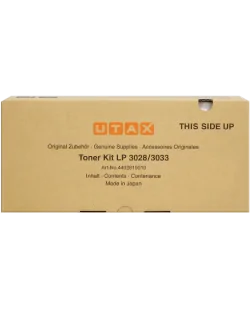 UTAX
THIS SIDE UP
Original Zubehör · Genuine Supplies · Accessoires Originales
Toner Kit LP 3028/3033
Inhalt · Contents · Contenance
Made in Japan